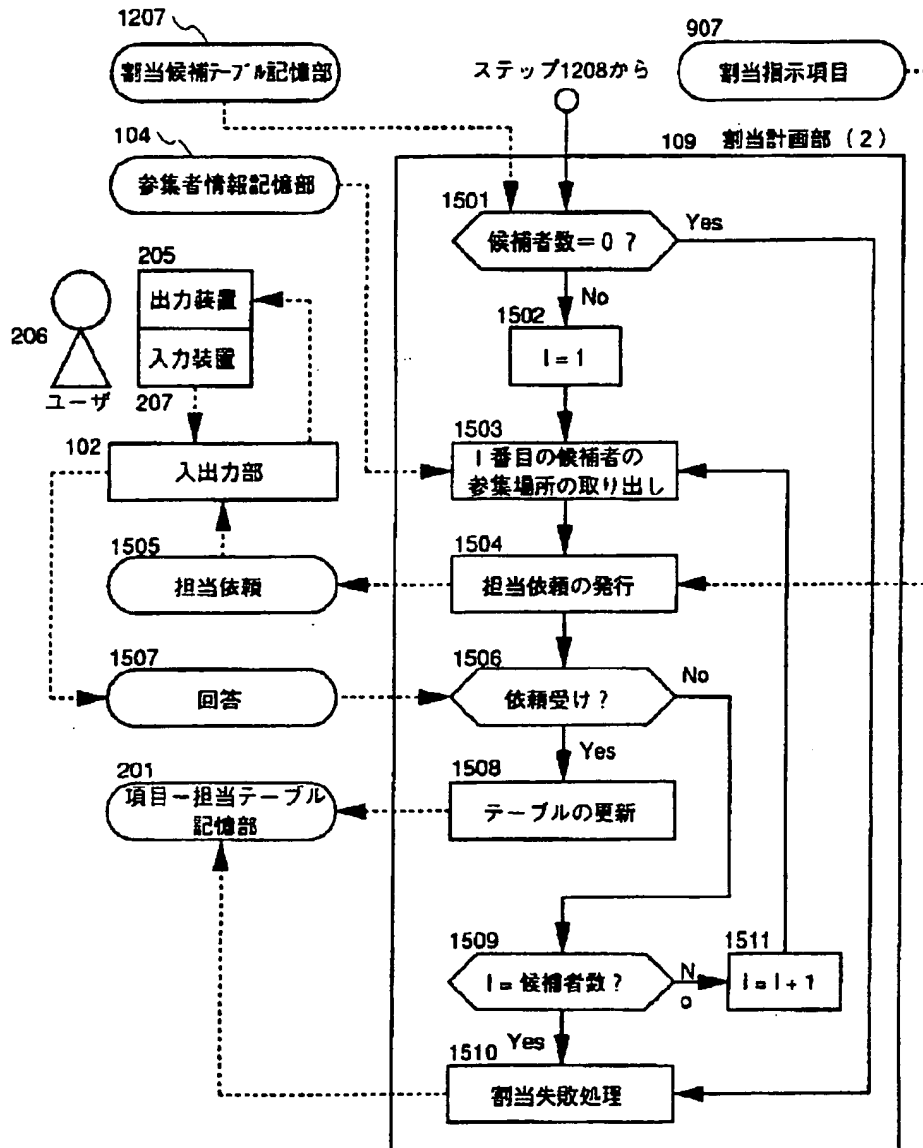 1207
907
割当候補テーブル記憶部
ステップ1208から
割当指示項目
104
109 割当計画部 (2)
参集者情報記憶部
1501
候補者数=0?
Yes
205
出力装置
No
206
1502
入力装置
I=1
ユーザ
207
102
1503
入出力部
I番目の候補者の
参集場所の取り出し
1505
1504
担当依頼
担当依頼の発行
1507
1506
回答
依頼受け?
No
Yes
201
1508
項目-担当テーブル
記憶部
テーブルの更新
1509
1511
I=候補者数?
No
I=I+1
Yes
1510
割当失敗処理